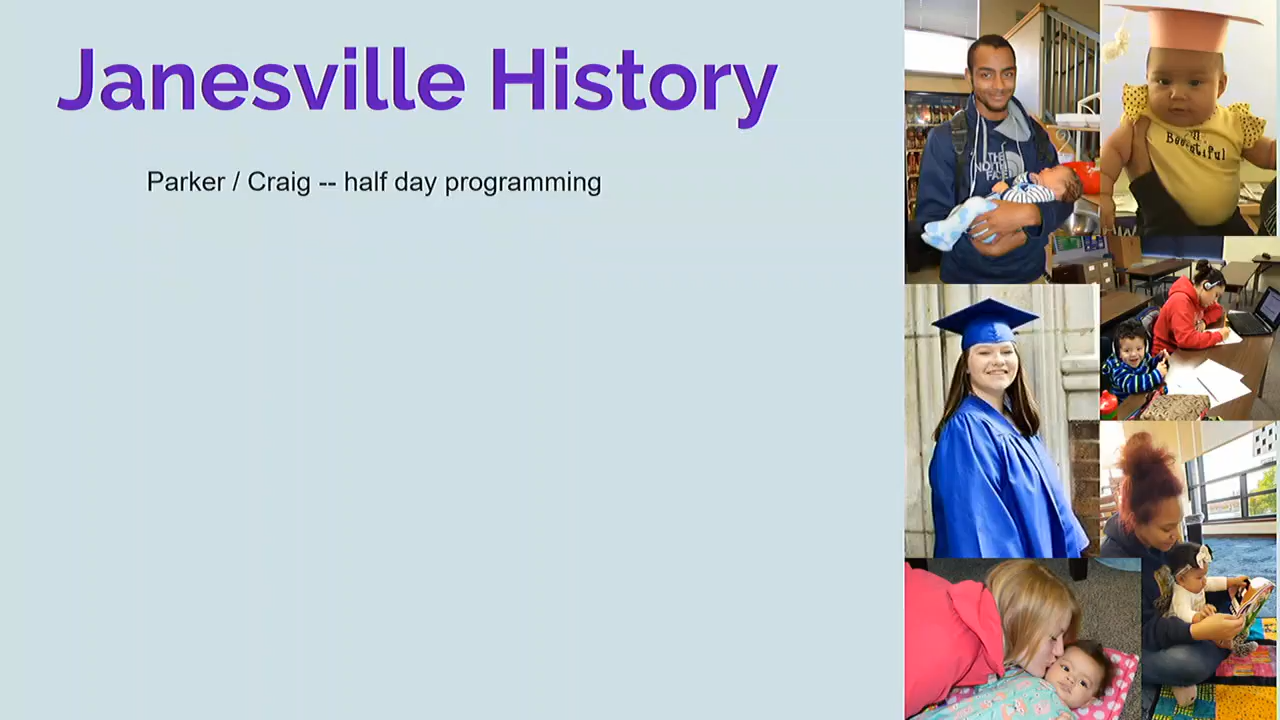 Janesville History
Parker / Craig -- half day programming
THE
NORTH
FACE
Beautiful